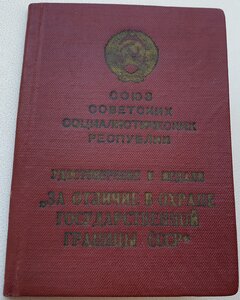 СОЮЗ
СОВЕТСКИХ
СОЦИАЛИСТИЧЕСКИХ
РЕСПУБЛИК
УДОСТОВЕРЕНИЕ К МЕДАЛИ
„ЗА ОТЛИЧИЕ В ОХРАНЕ
ГОСУДАРСТВЕННОЙ
ГРАНИЦЫ СССР"